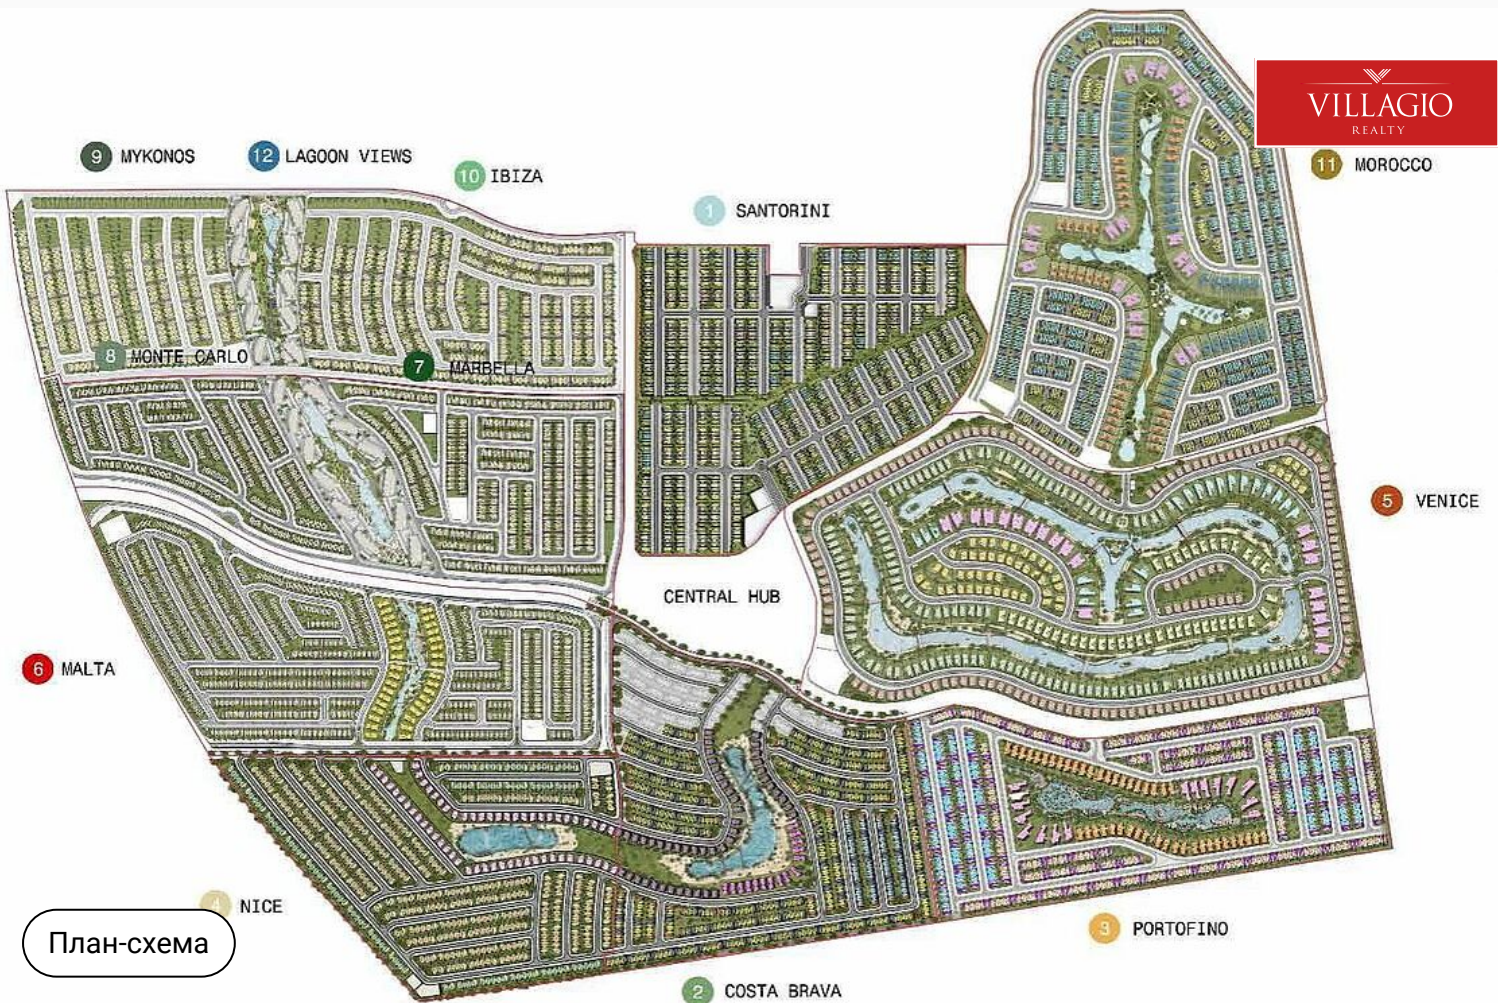 VILLAGIO
REALTY
9 MYKONOS
12 LAGOON VIEWS
10 IBIZA
11 MOROCCO
1 SANTORINI
8 MONTE CARLO
7 MARBELLA
5 VENICE
CENTRAL HUB
6 MALTA
4 NICE
3 PORTOFINO
План-схема
2 COSTA BRAVA